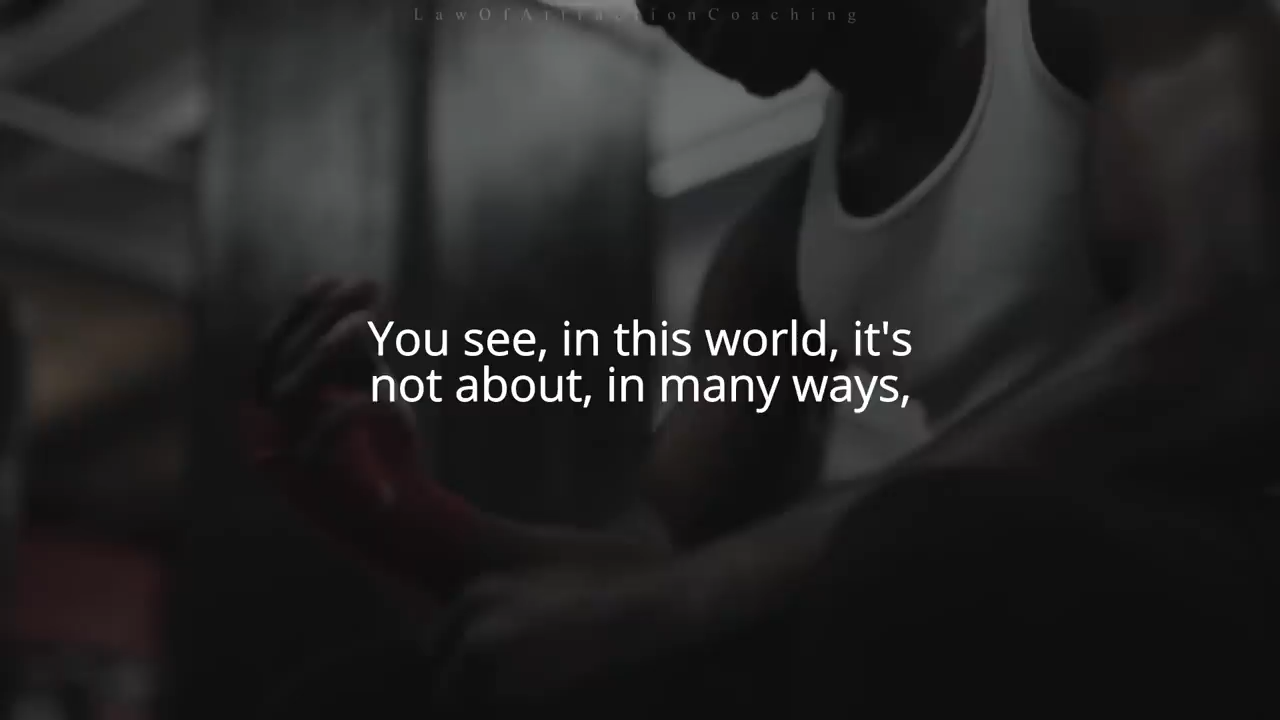 LawOfAttractionCoaching
You see, in this world, it's
not about, in many ways,